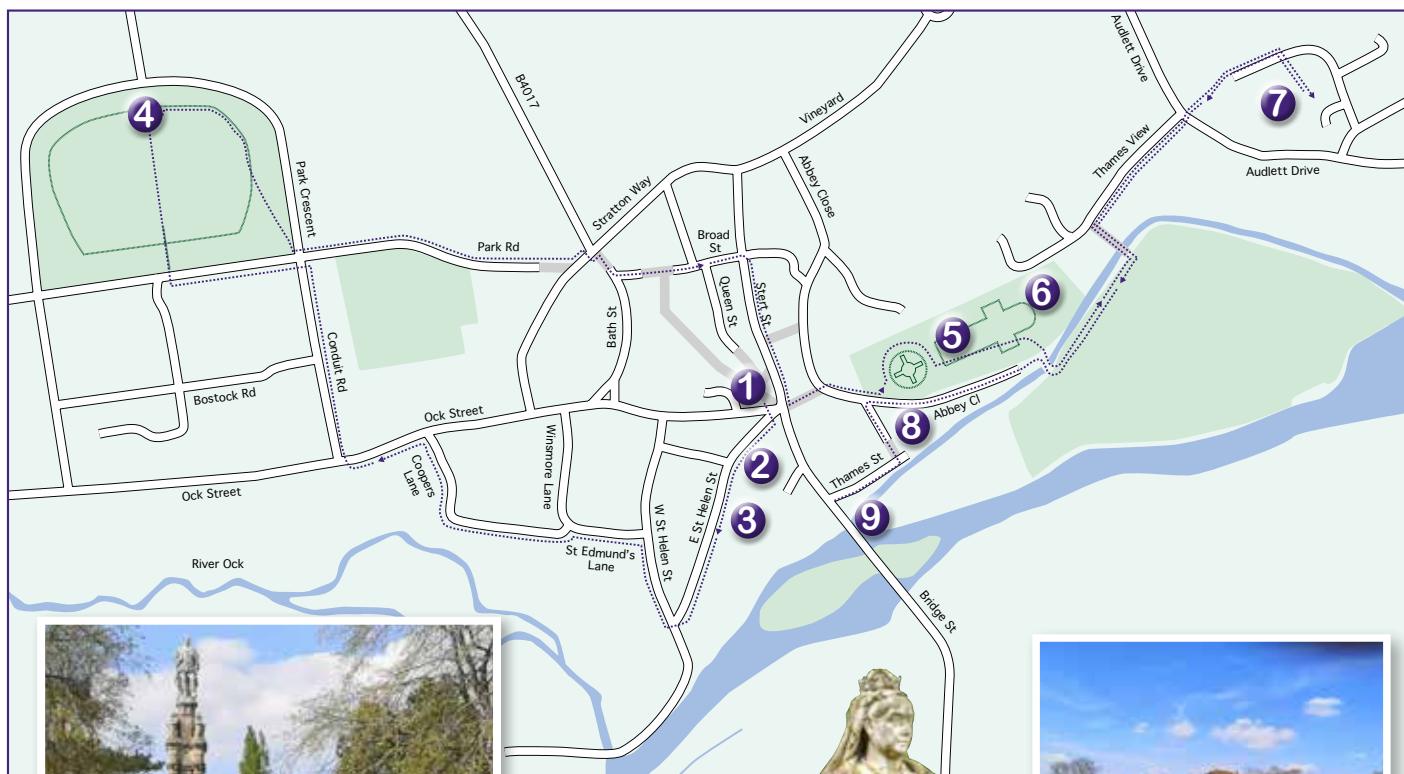 Audlett Drive
B4017
4
7
Vineyard
Thames View
Abbey Close
Park Crescent
Stratton Way
Audlett Drive
Broad
St
Park Rd
Queen St
Stert St.
6
Bath St
5
Conduit Rd
1
Bostock Rd
Ock Street
Abbey Cl
8
Winsmore Lane
2
Coopers
Lane
Thames St
E St Helen St
Ock Street
3
W St Helen St
9
St Edmund's
Lane
River Ock
Bridge St